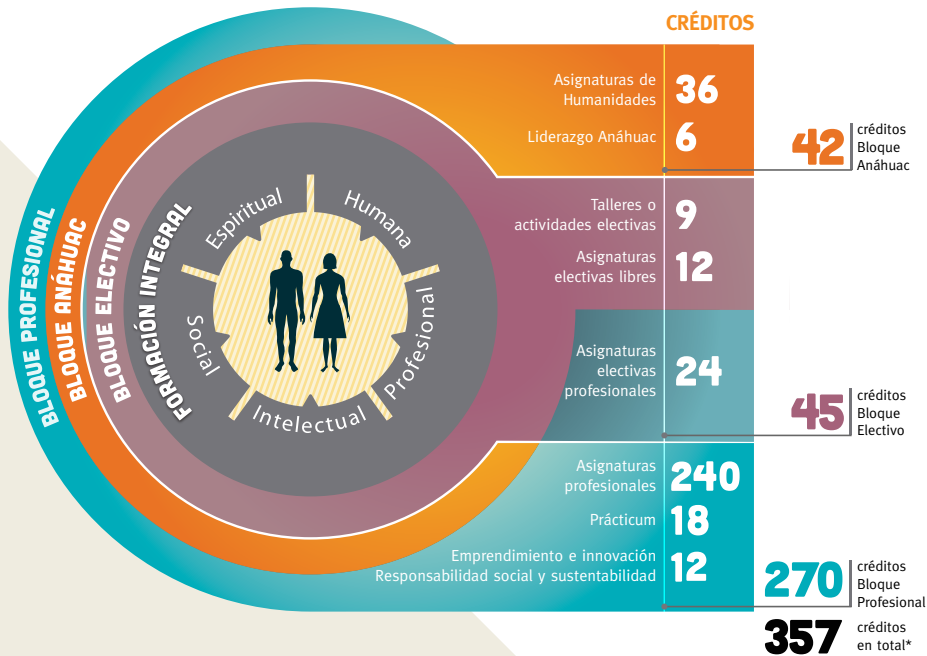 CRÉDITOS
Asignaturas de
Humanidades
36
Liderazgo Anáhuac
6
42
créditos
Bloque
Anáhuac
Talleres o
actividades electivas
9
Asignaturas
electivas libres
12
Asignaturas
electivas
profesionales
24
45
créditos
Bloque
Electivo
Asignaturas
profesionales
240
Prácticum
18
Emprendimiento e innovación
Responsabilidad social y sustentabilidad
12
270
créditos
Bloque
Profesional
357
créditos
en total*
BLOQUE PROFESIONAL
BLOQUE ANÁHUAC
BLOQUE ELECTIVO
FORMACIÓN INTEGRAL
Espiritual
Humana
Social
Profesional
Intelectual